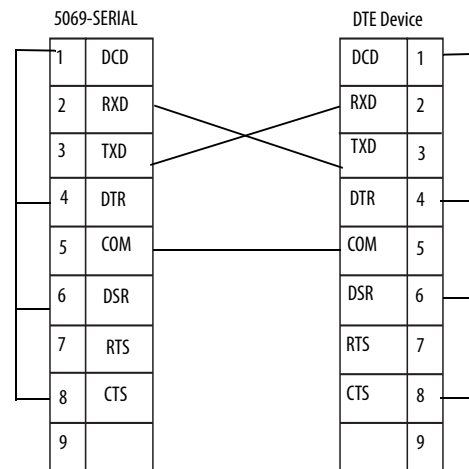 5069-SERIAL DTE Device
1 DCD DCD 1
2 RXD RXD 2
3 TXD TXD 3
4 DTR DTR 4
5 COM COM 5
6 DSR DSR 6
7 RTS RTS 7
8 CTS CTS 8
9 9